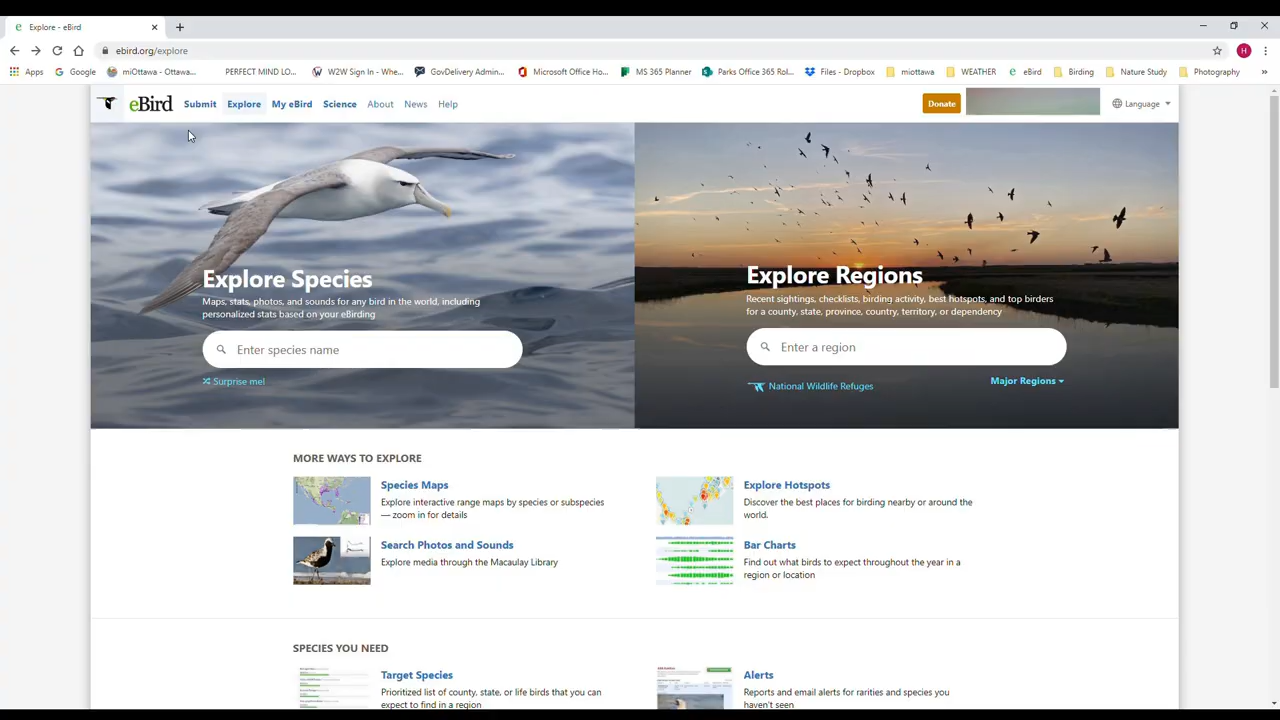 Explore - eBird
ebird.org/explore
H
Apps Google miOttawa - Ottawa... PERFECT MIND LO... W2W Sign In - Whe... GovDelivery Admin... Microsoft Office Ho... MS 365 Planner Parks Office 365 Rol... Files - Dropbox miottawa WEATHER eBird Birding Nature Study Photography »
eBird Submit Explore My eBird Science About News Help Donate Language
Explore Species
Maps, stats, photos, and sounds for any bird in the world, including
personalized stats based on your eBirding
Enter species name
Surprise me!
Explore Regions
Recent sightings, checklists, birding activity, best hotspots, and top birders
for a county, state, province, country, territory, or dependency
Enter a region
National Wildlife Refuges Major Regions
MORE WAYS TO EXPLORE
Species Maps
Explore interactive range maps by species or subspecies
— zoom in for details
Explore Hotspots
Discover the best places for birding nearby or around the
world.
Search Photos and Sounds
Explore media through the Macaulay Library
Bar Charts
Find out what birds to expect throughout the year in a
region or location
SPECIES YOU NEED
Target Species
Prioritized list of county, state, or life birds that you can
expect to find in a region
Alerts
Reports and email alerts for rarities and species you
haven't seen